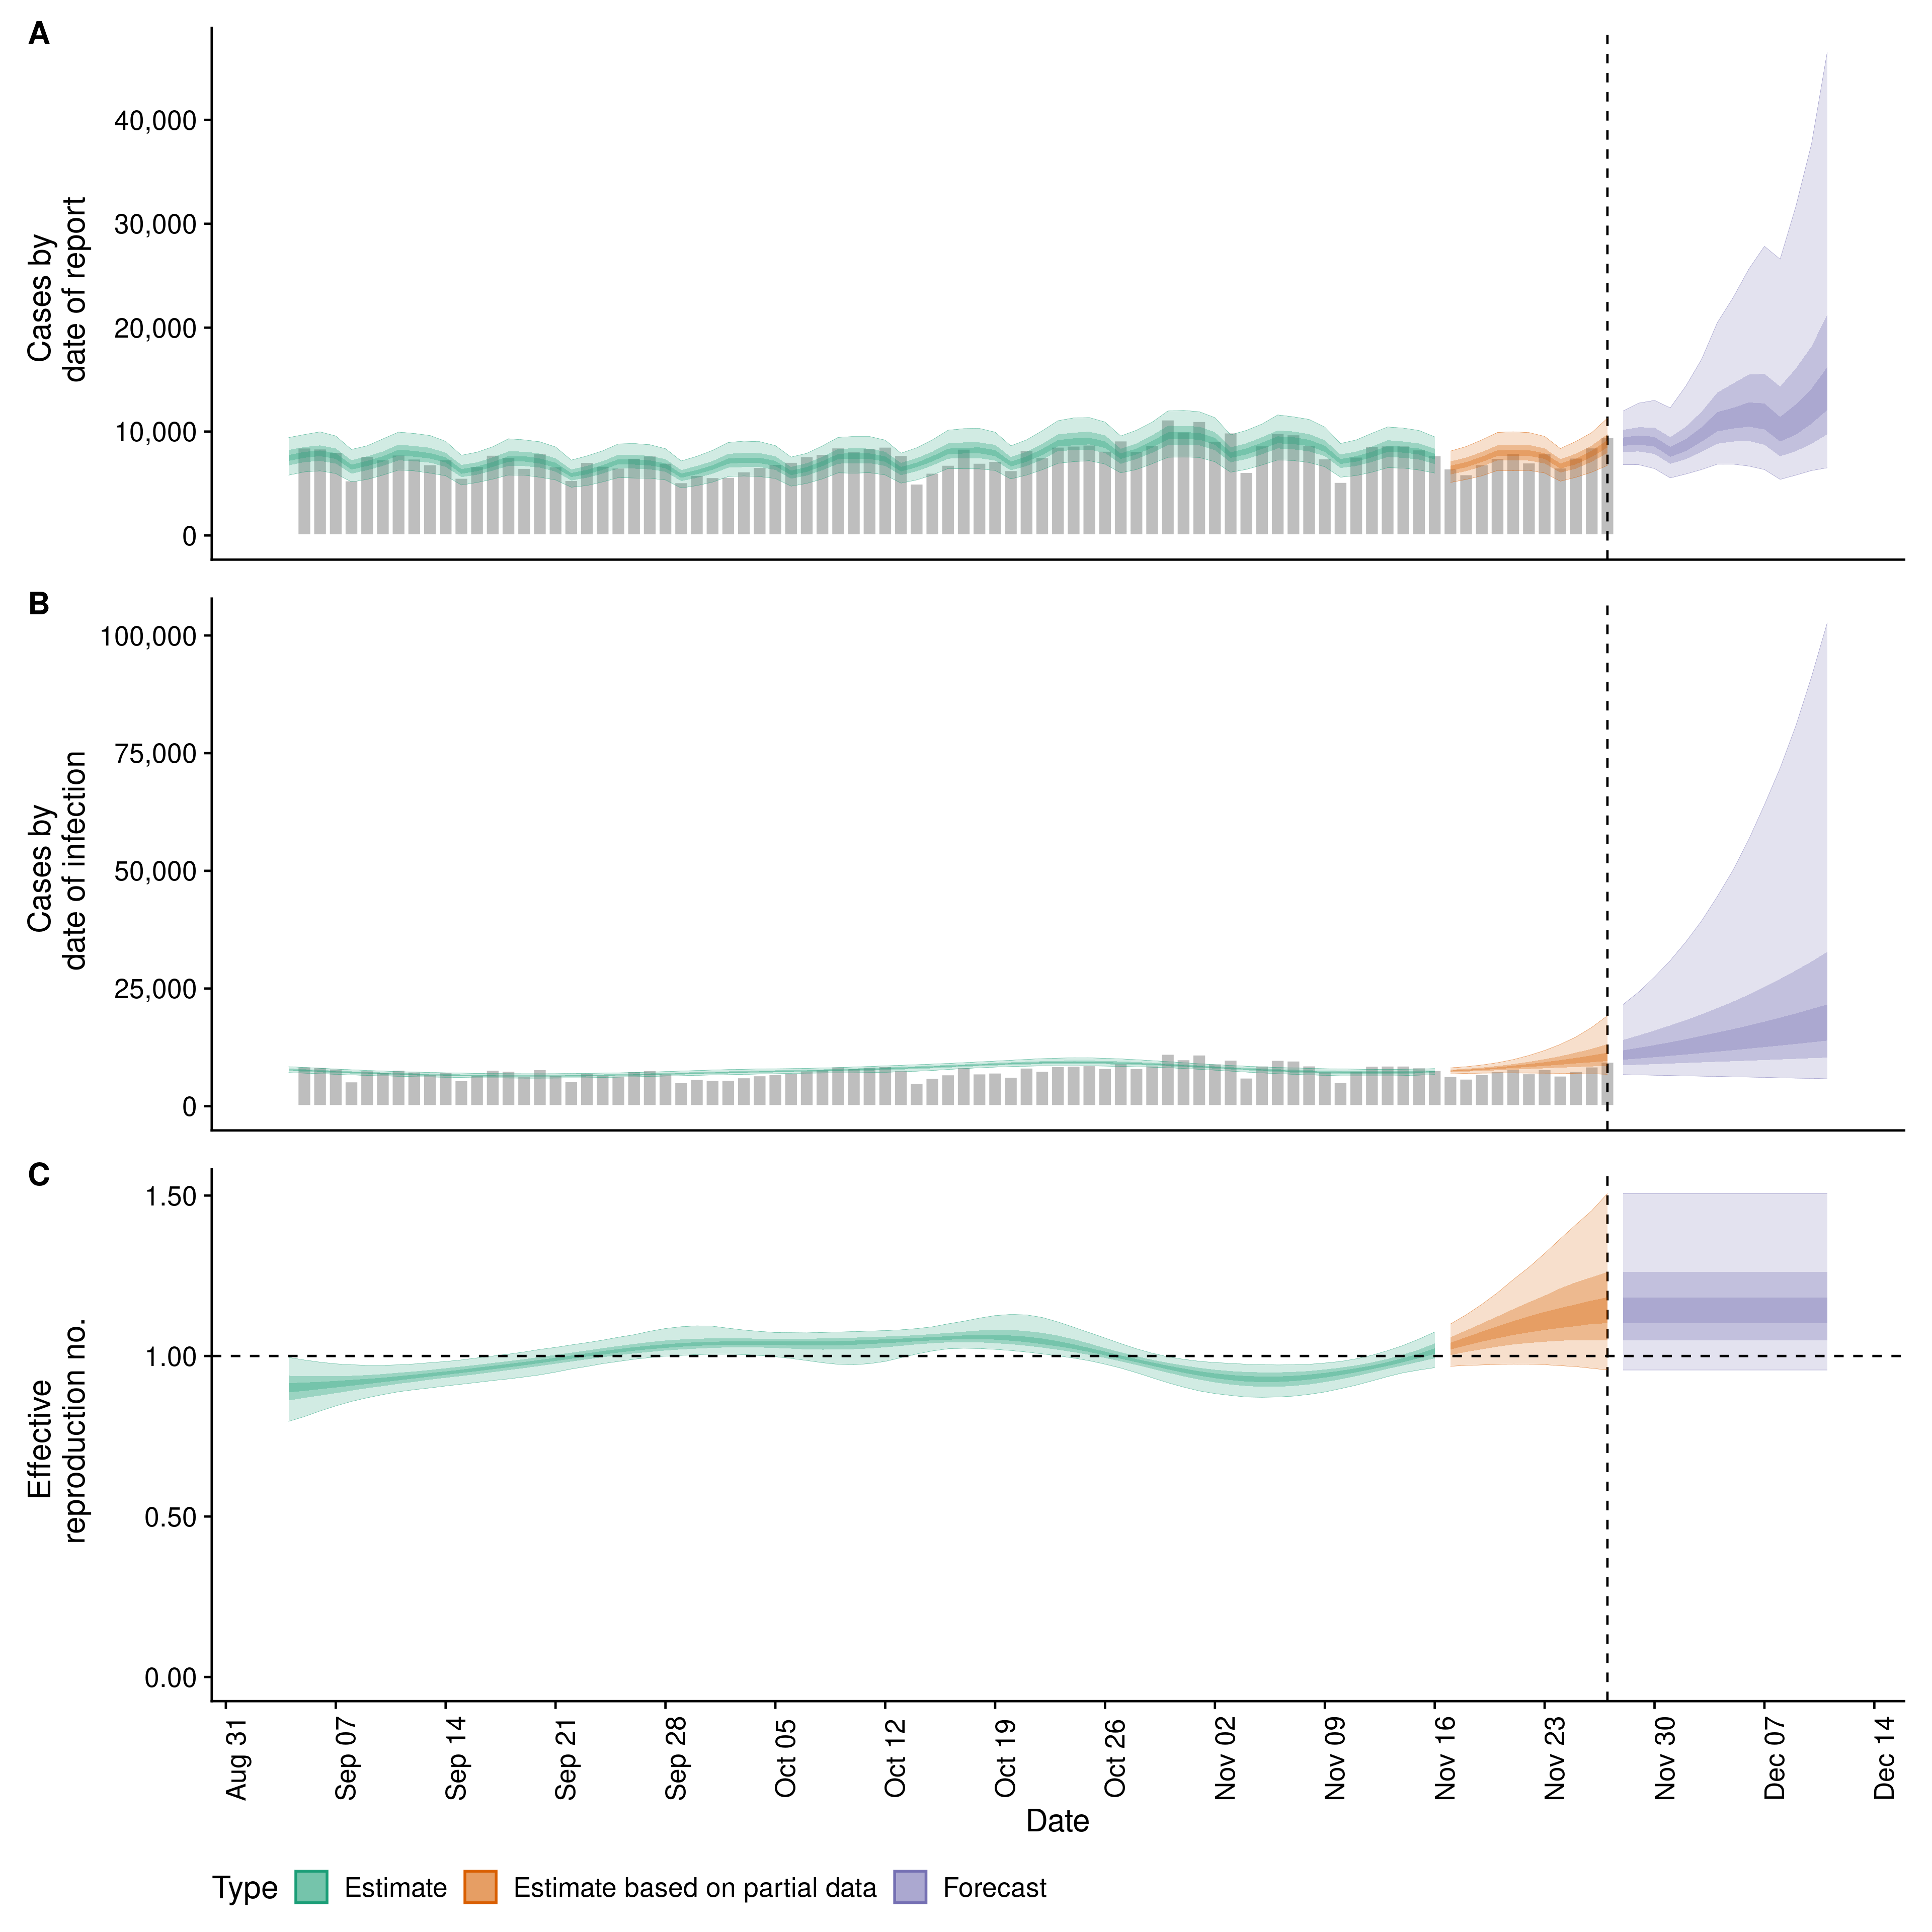 A
Cases by
date of report
40,000
30,000
20,000
10,000
0
B
Cases by
date of infection
100,000
75,000
50,000
25,000
0
C
Effective
reproduction no.
1.50
1.00
0.50
0.00
Aug 31
Sep 07
Sep 14
Sep 21
Sep 28
Oct 05
Oct 12
Oct 19
Oct 26
Nov 02
Nov 09
Nov 16
Nov 23
Nov 30
Dec 07
Dec 14
Date
Type Estimate Estimate based on partial data Forecast